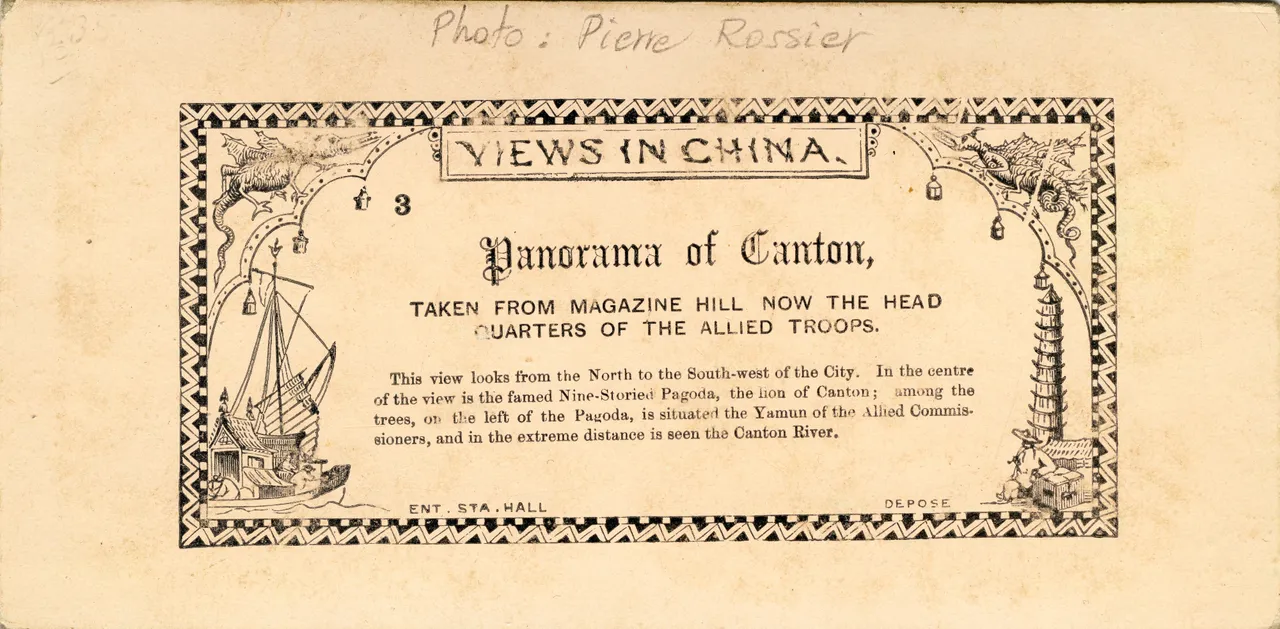 Photo: Pierre Rossier
VIEWS IN CHINA.
3
Panorama of Canton,
TAKEN FROM MAGAZINE HILL NOW THE HEAD
QUARTERS OF THE ALLIED TROOPS.
This view looks from the North to the South-west of the City. In the centre
of the view is the famed Nine-Storied Pagoda, the lion of Canton; among the
trees, on the left of the Pagoda, is situated the Yamun of the Allied Commis-
sioners, and in the extreme distance is seen the Canton River.
ENT. STA. HALL
DEPOSE